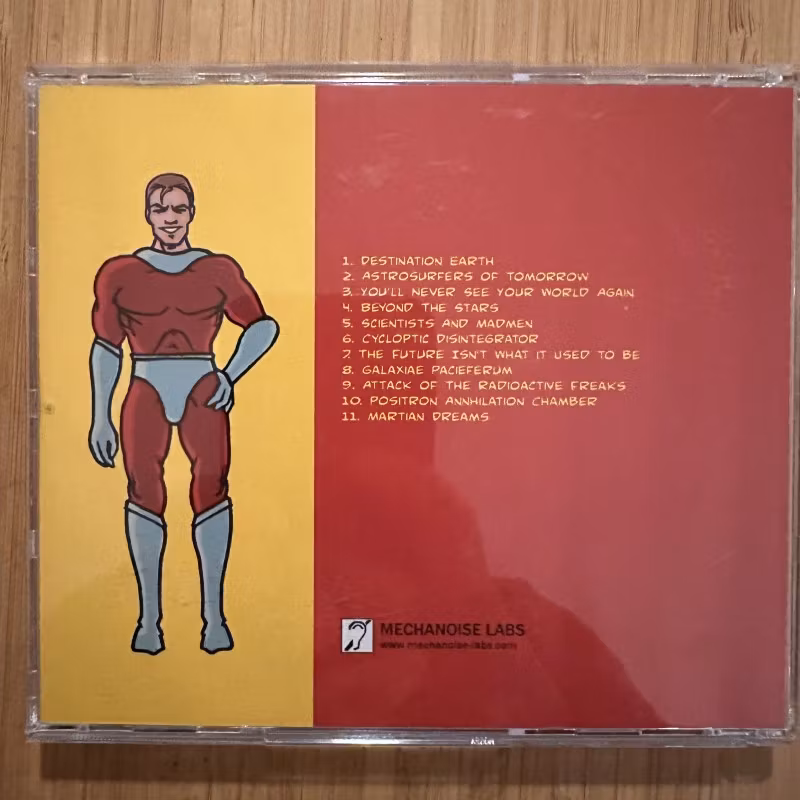 1. DESTINATION EARTH
2. ASTROSURFERS OF TOMORROW
3. YOU'LL NEVER SEE YOUR WORLD AGAIN
4. BEYOND THE STARS
5. SCIENTISTS AND MADMEN
6. CYCLOPTIC DISINTEGRATOR
7. THE FUTURE ISN'T WHAT IT USED TO BE
8. GALAXIAE PACIEFERUM
9. ATTACK OF THE RADIOACTIVE FREAKS
10. POSITRON ANNHILATION CHAMBER
11. MARTIAN DREAMS
MECHANOISE LABS
www.mechanoise-labs.com